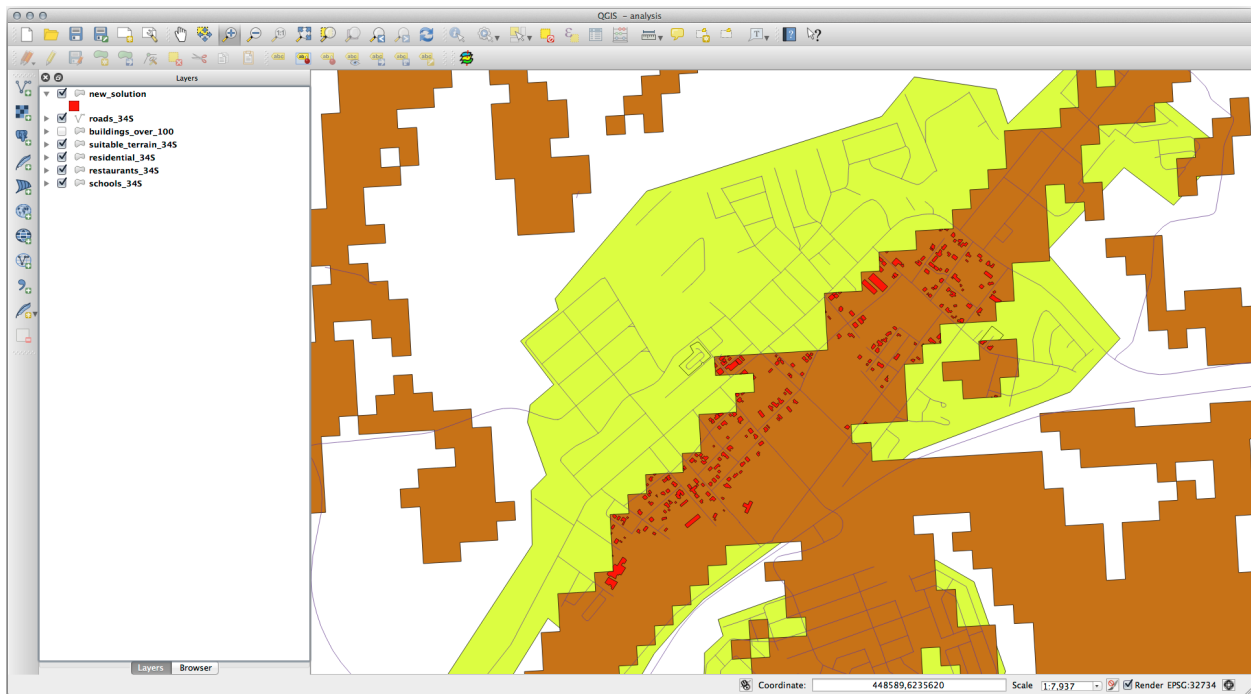 QGIS - analysis
Layers
new_solution
roads_34S
buildings_over_100
suitable_terrain_34S
residential_34S
restaurants_34S
schools_34S
Layers Browser
Coordinate: 448589,6235620 Scale 1:7,937 Render EPSG:32734